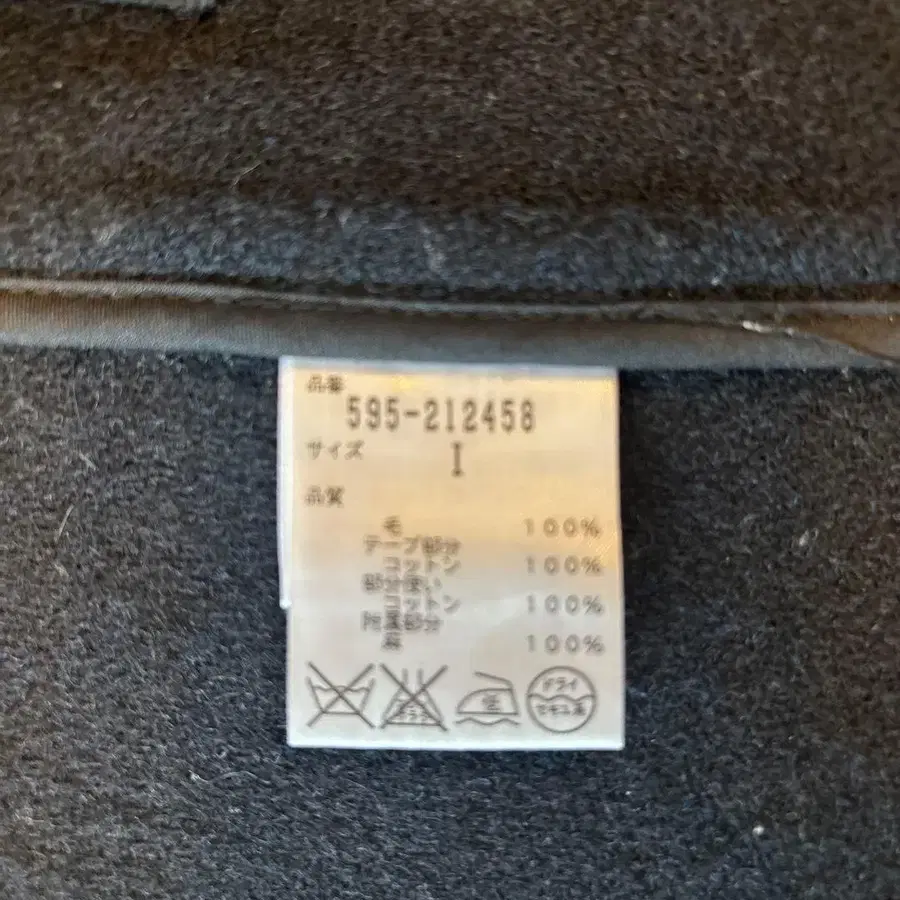 品番
595-212458
サイズ I
品質
毛 100%
テープ部分
コットン 100%
部分使い
コットン 100%
附属部分
100%
ドライ
セキユ系